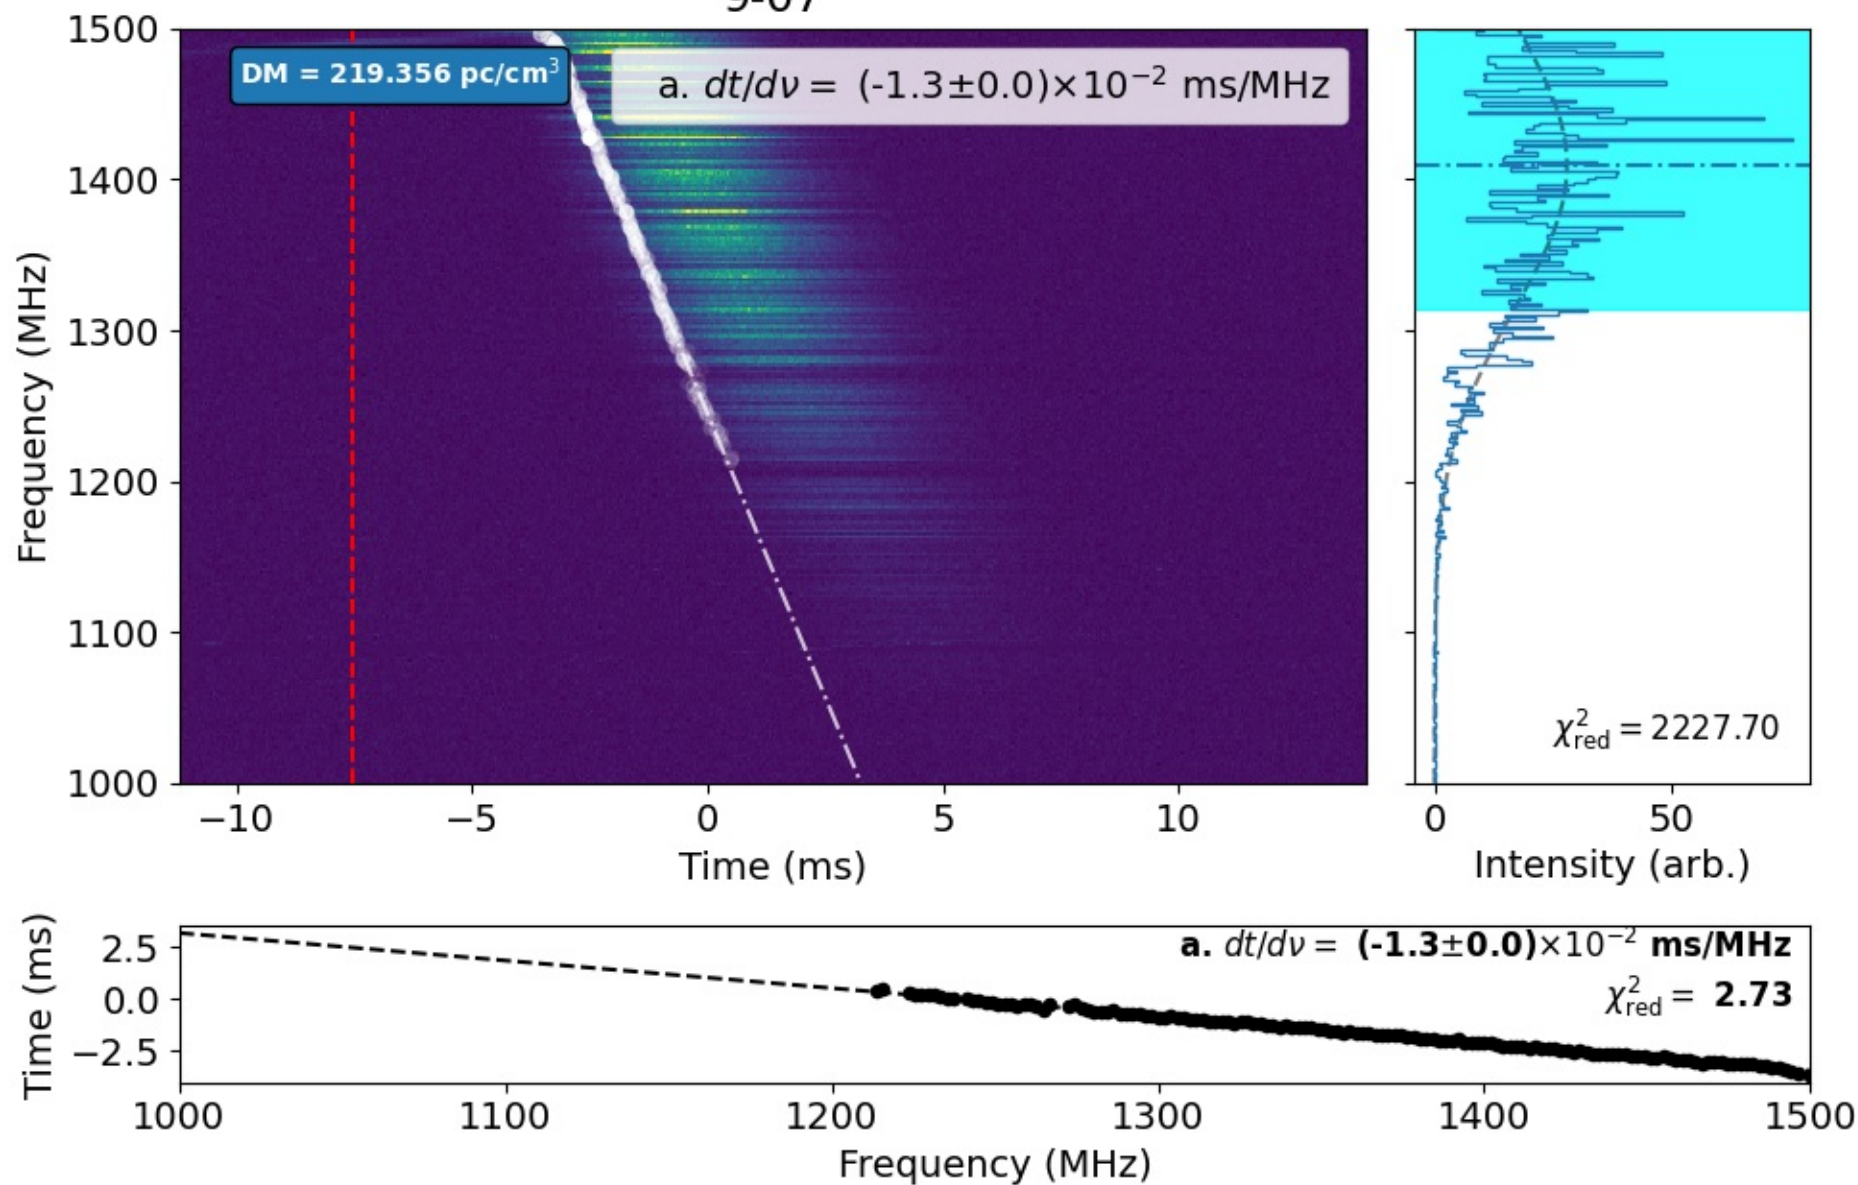 1500
1400
1300
1200
1100
1000
Frequency (MHz)
DM = 219.356 pc/cm³
a. dt/dν = (-1.3±0.0)×10⁻² ms/MHz
−10 −5 0 5 10
Time (ms)
χ²red = 2227.70
0 50
Intensity (arb.)
Time (ms)
2.5
0.0
−2.5
a. dt/dν = (-1.3±0.0)×10⁻² ms/MHz
χ²red = 2.73
1000 1100 1200 1300 1400 1500
Frequency (MHz)